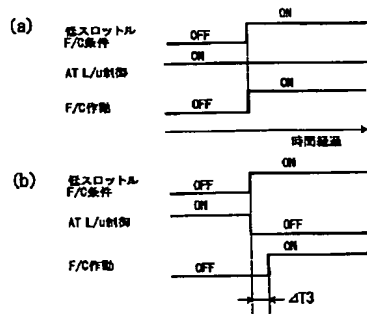 (a)
ON
低スロットル
F/C条件
OFF
ON
AT L/u制御
ON
F/C作動
OFF
時間経過
(b)
ON
低スロットル
F/C条件
OFF
ON
AT L/u制御
OFF
ON
F/C作動
OFF
⊿T3